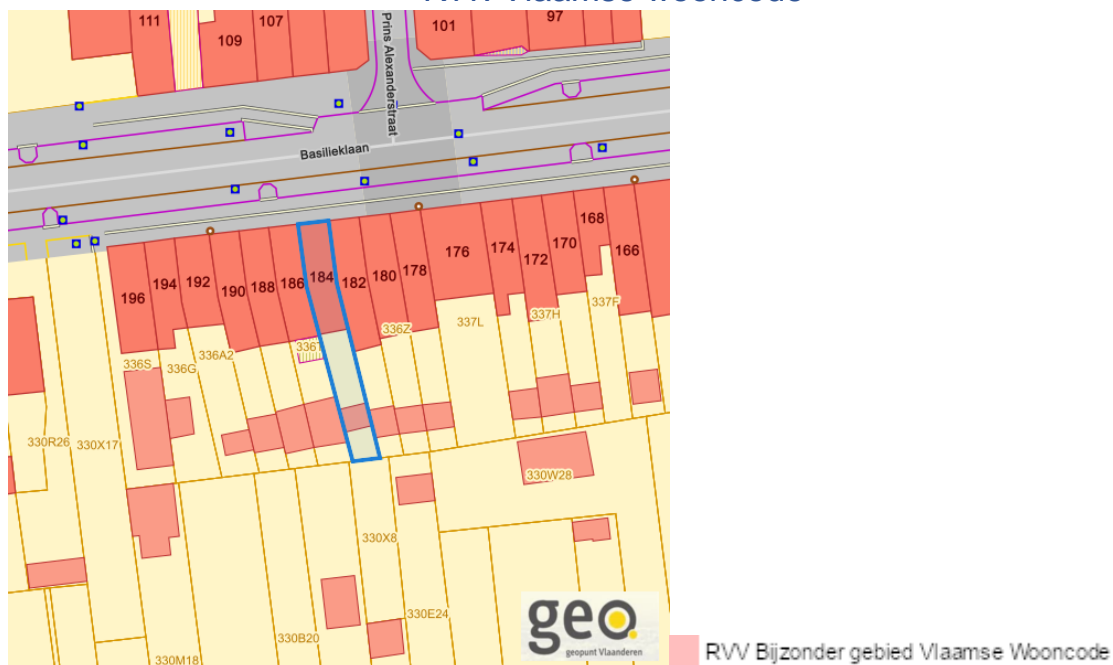 111
109
107
101
97
Prins Alexanderstraat
Basilieklaan
196
194
192
190
188
186
184
182
180
178
176
174
172
170
168
166
336S
336G
336A2
336Z
337L
337H
337F
330R26
330X17
330W28
330X8
330E24
330B20
330M18
geo
geopunt Vlaanderen
RVV Bijzonder gebied Vlaamse Wooncode